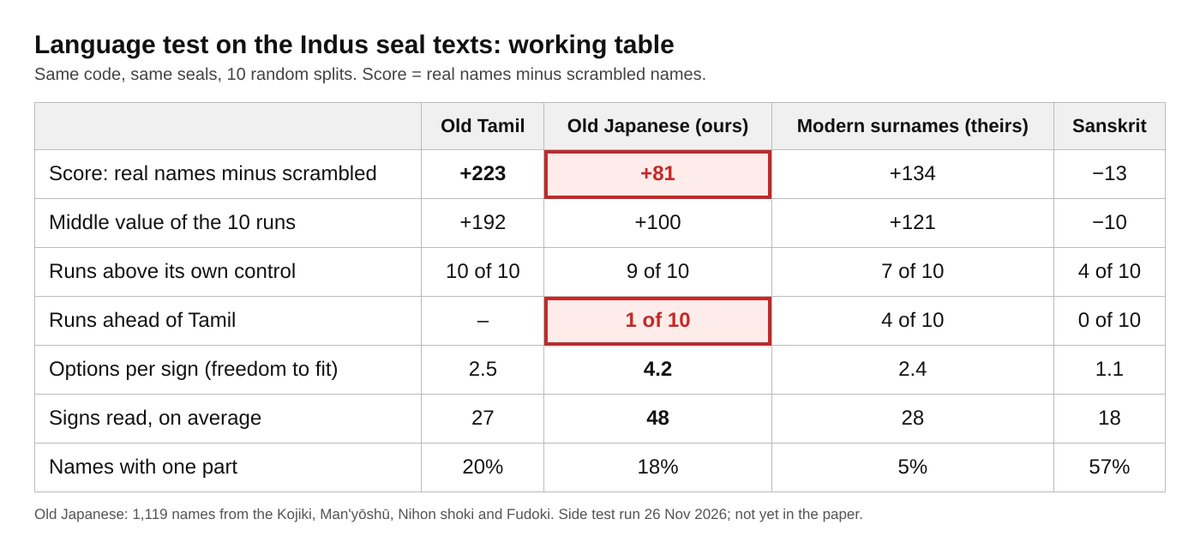 Language test on the Indus seal texts: working table
Same code, same seals, 10 random splits. Score = real names minus scrambled names.
Old Tamil Old Japanese (ours) Modern surnames (theirs) Sanskrit
Score: real names minus scrambled +223 +81 +134 −13
Middle value of the 10 runs +192 +100 +121 −10
Runs above its own control 10 of 10 9 of 10 7 of 10 4 of 10
Runs ahead of Tamil – 1 of 10 4 of 10 0 of 10
Options per sign (freedom to fit) 2.5 4.2 2.4 1.1
Signs read, on average 27 48 28 18
Names with one part 20% 18% 5% 57%
Old Japanese: 1,119 names from the Kojiki, Man'yōshū, Nihon shoki and Fudoki. Side test run 26 Nov 2026; not yet in the paper.